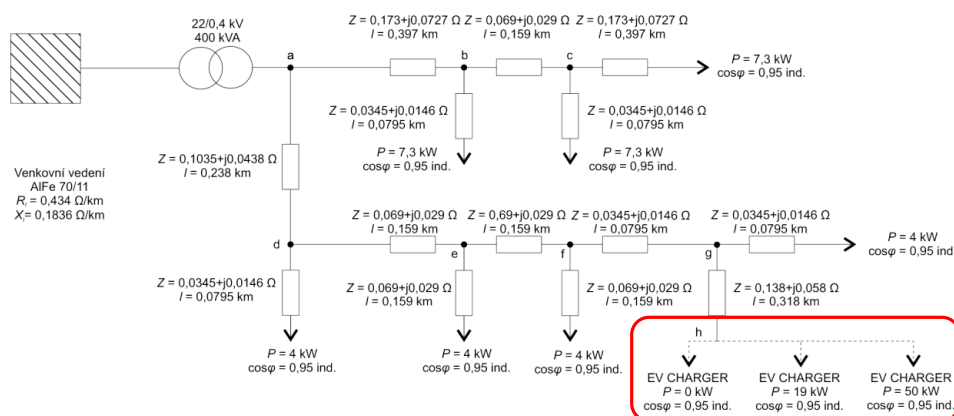 22/0,4 kV
400 kVA
Z = 0,173+j0,0727 Ω
l = 0,397 km
Z = 0,069+j0,029 Ω
l = 0,159 km
Z = 0,173+j0,0727 Ω
l = 0,397 km
a
b
c
P = 7,3 kW
cosφ = 0,95 ind.
Z = 0,0345+j0,0146 Ω
l = 0,0795 km
Z = 0,0345+j0,0146 Ω
l = 0,0795 km
P = 7,3 kW
cosφ = 0,95 ind.
P = 7,3 kW
cosφ = 0,95 ind.
Venkovní vedení
AlFe 70/11
Rᵢ = 0,434 Ω/km
Xᵢ= 0,1836 Ω/km
Z = 0,1035+j0,0438 Ω
l = 0,238 km
Z = 0,069+j0,029 Ω
l = 0,159 km
Z = 0,69+j0,029 Ω
l = 0,159 km
Z = 0,0345+j0,0146 Ω
l = 0,0795 km
Z = 0,0345+j0,0146 Ω
l = 0,0795 km
d
e
f
g
P = 4 kW
cosφ = 0,95 ind.
Z = 0,0345+j0,0146 Ω
l = 0,0795 km
Z = 0,069+j0,029 Ω
l = 0,159 km
Z = 0,069+j0,029 Ω
l = 0,159 km
Z = 0,138+j0,058 Ω
l = 0,318 km
h
P = 4 kW
cosφ = 0,95 ind.
P = 4 kW
cosφ = 0,95 ind.
P = 4 kW
cosφ = 0,95 ind.
EV CHARGER
P = 0 kW
cosφ = 0,95 ind.
EV CHARGER
P = 19 kW
cosφ = 0,95 ind.
EV CHARGER
P = 50 kW
cosφ = 0,95 ind.